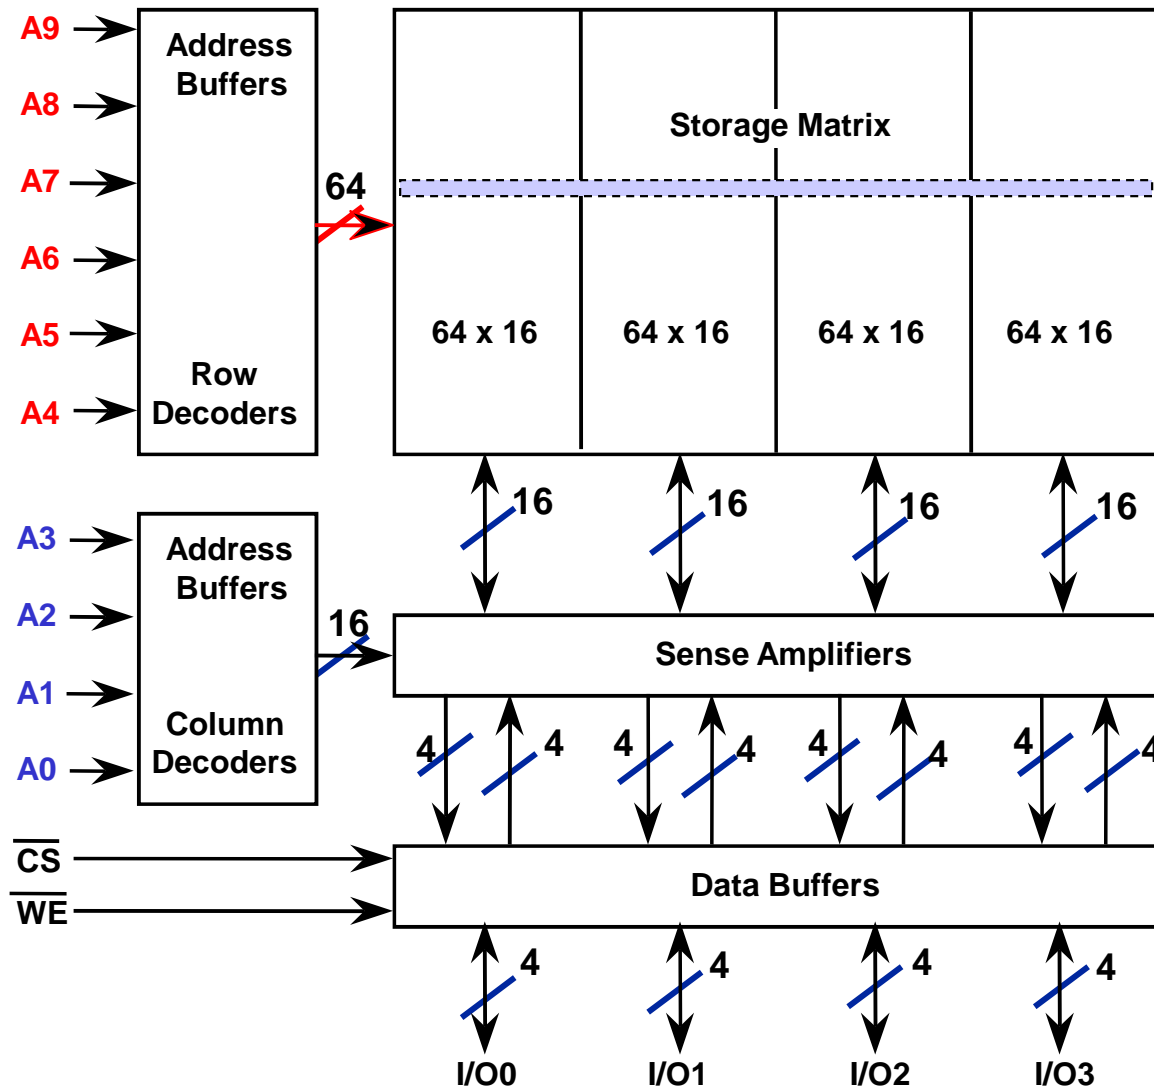 A9
A8
A7
A6
A5
A4
Address
Buffers
Row
Decoders
64
Storage Matrix
64 x 16 64 x 16 64 x 16 64 x 16
16 16 16 16
A3
A2
A1
A0
Address
Buffers
Column
Decoders
16
Sense Amplifiers
4 4 4 4 4 4 4 4
CS
WE
Data Buffers
4 4 4 4
I/O0 I/O1 I/O2 I/O3